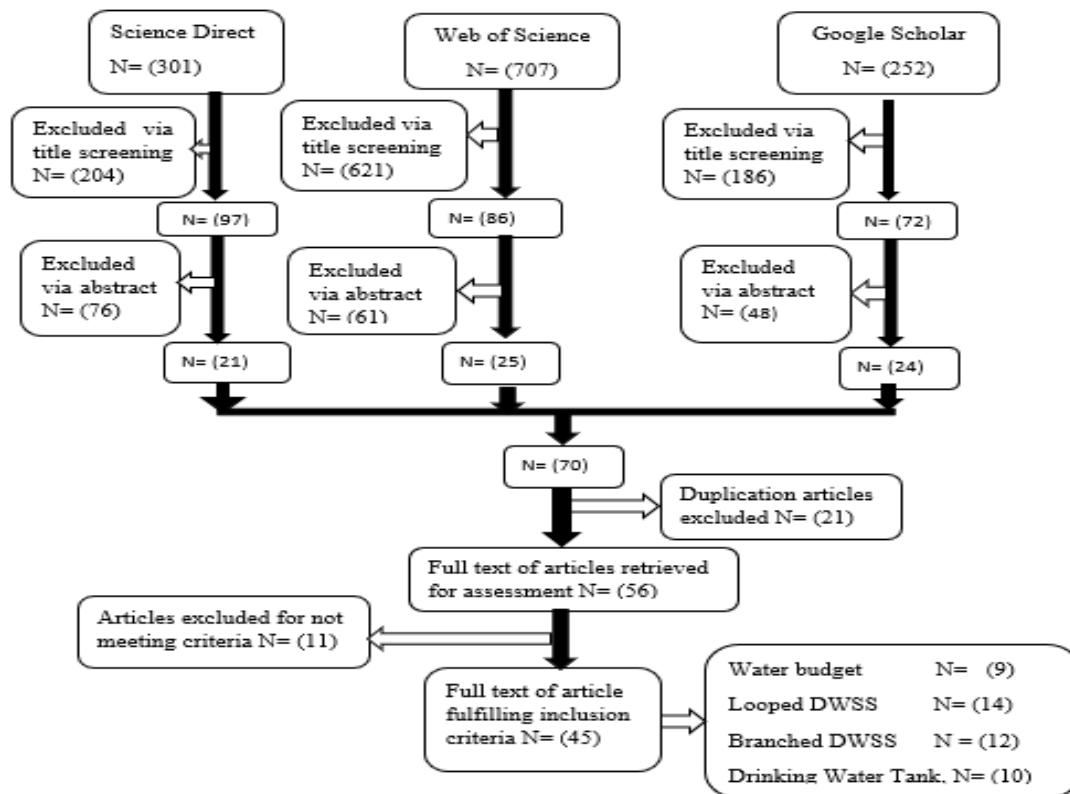 Science Direct
N= (301)
Web of Science
N= (707)
Google Scholar
N= (252)
Excluded via
title screening
N= (204)
Excluded via
title screening
N= (621)
Excluded via
title screening
N= (186)
N= (97)
N= (86)
N= (72)
Excluded
via abstract
N= (76)
Excluded
via abstract
N= (61)
Excluded
via abstract
N= (48)
N= (21)
N= (25)
N= (24)
N= (70)
Duplication articles
excluded N= (21)
Full text of articles retrieved
for assessment N= (56)
Articles excluded for not
meeting criteria N= (11)
Full text of article
fulfilling inclusion
criteria N= (45)
Water budget N= (9)
Looped DWSS N= (14)
Branched DWSS N = (12)
Drinking Water Tank, N= (10)